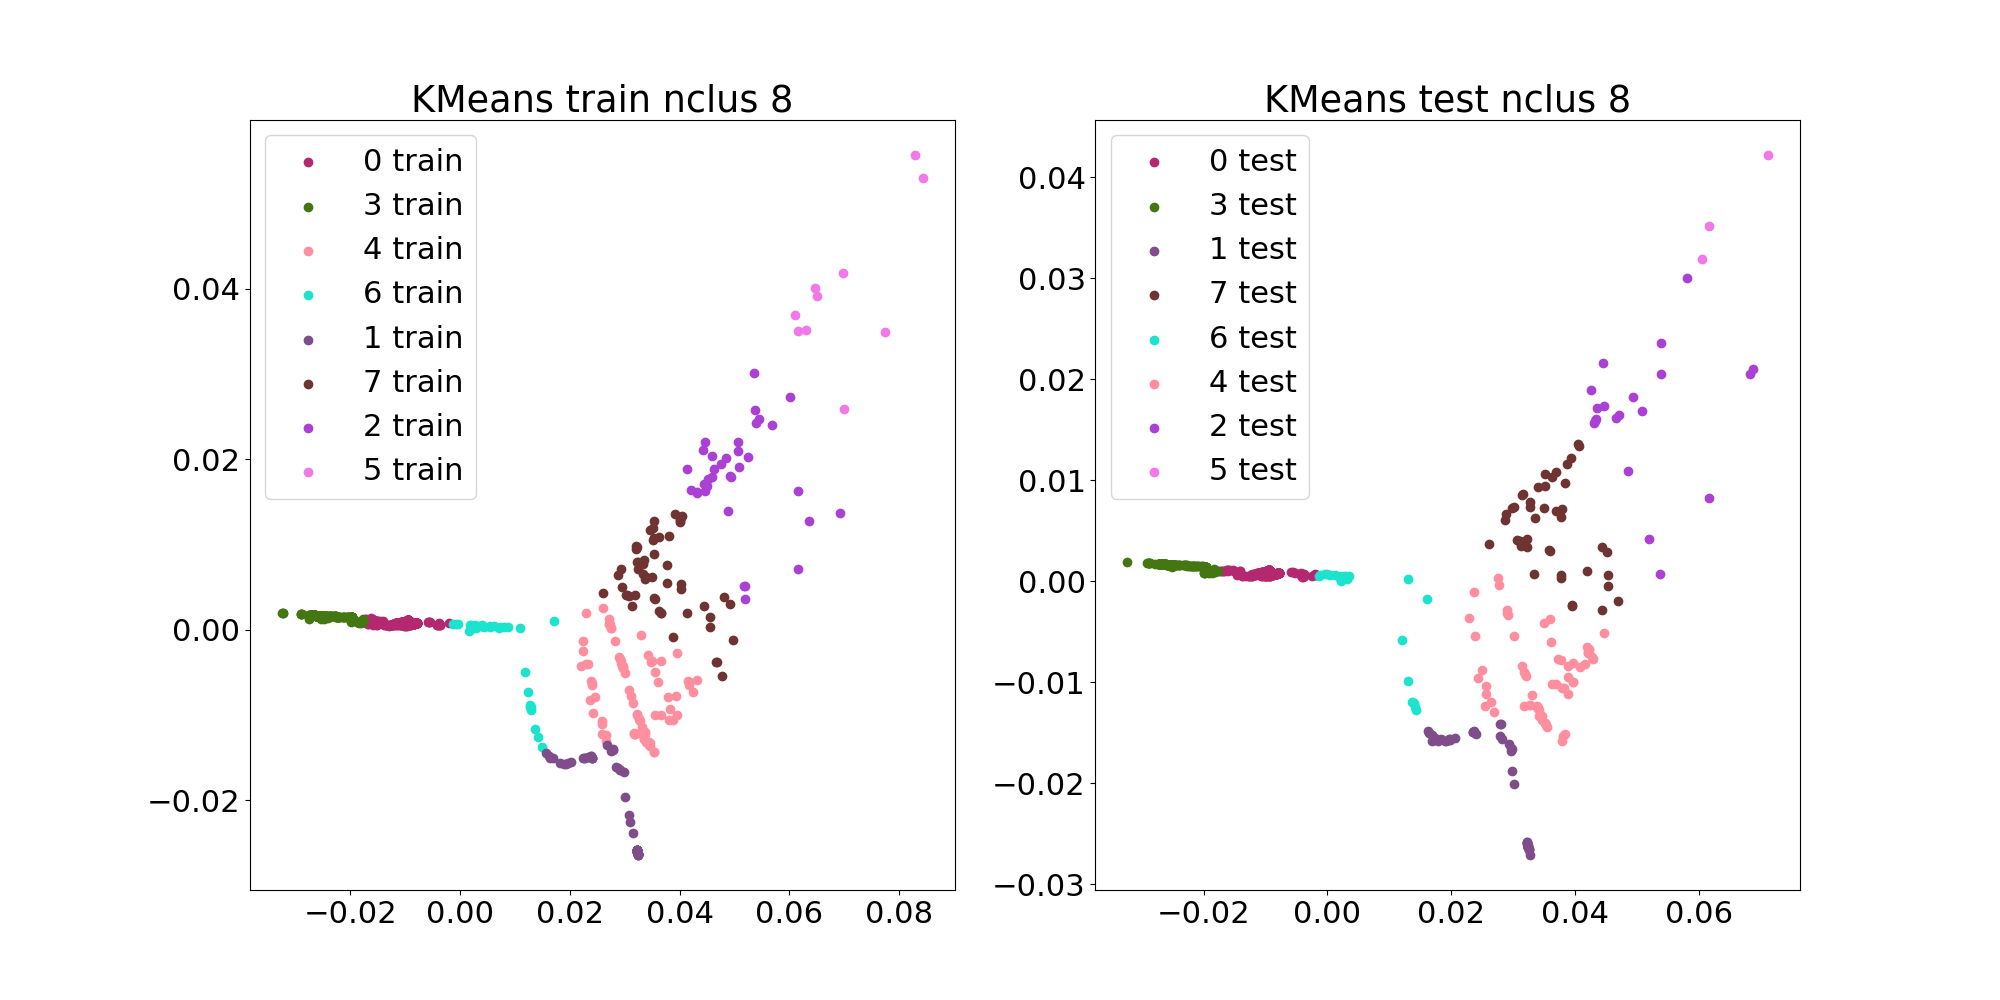 KMeans train nclus 8
0 train
3 train
4 train
6 train
1 train
7 train
2 train
5 train
0.04
0.02
0.00
−0.02
−0.02 0.00 0.02 0.04 0.06 0.08
KMeans test nclus 8
0 test
3 test
1 test
7 test
6 test
4 test
2 test
5 test
0.04
0.03
0.02
0.01
0.00
−0.01
−0.02
−0.03
−0.02 0.00 0.02 0.04 0.06